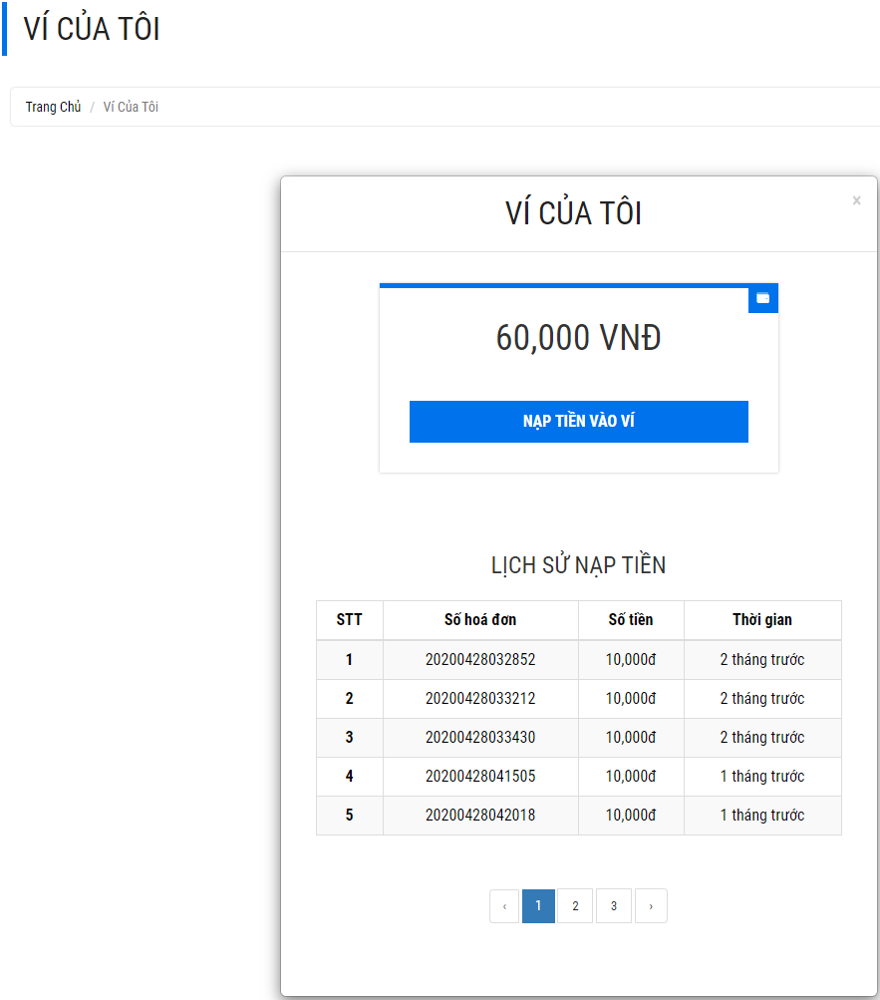 VÍ CỦA TÔI
Trang Chủ / Ví Của Tôi
VÍ CỦA TÔI ×
60,000 VNĐ
NẠP TIỀN VÀO VÍ
LỊCH SỬ NẠP TIỀN
STT Số hoá đơn Số tiền Thời gian
1 20200428032852 10,000đ 2 tháng trước
2 20200428033212 10,000đ 2 tháng trước
3 20200428033430 10,000đ 2 tháng trước
4 20200428041505 10,000đ 1 tháng trước
5 20200428042018 10,000đ 1 tháng trước
‹ 1 2 3 ›